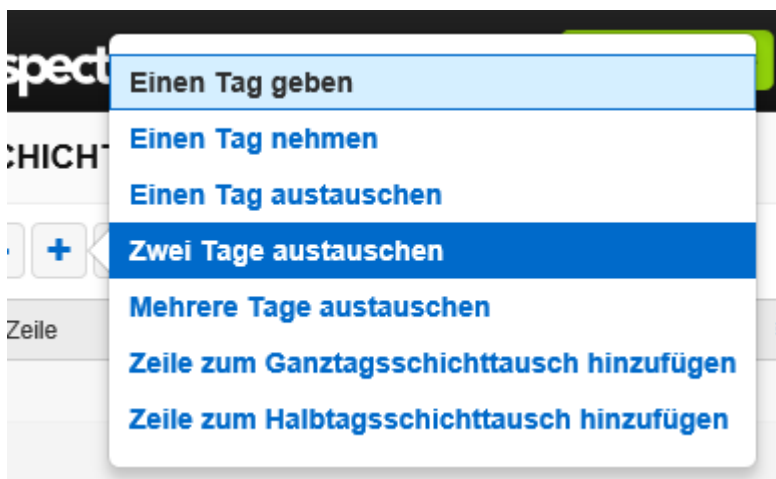 spect
Einen Tag geben
Einen Tag nehmen
CHICHT
Einen Tag austauschen
Zwei Tage austauschen
+
Mehrere Tage austauschen
Zeile
Zeile zum Ganztagsschichttausch hinzufügen
Zeile zum Halbtagsschichttausch hinzufügen